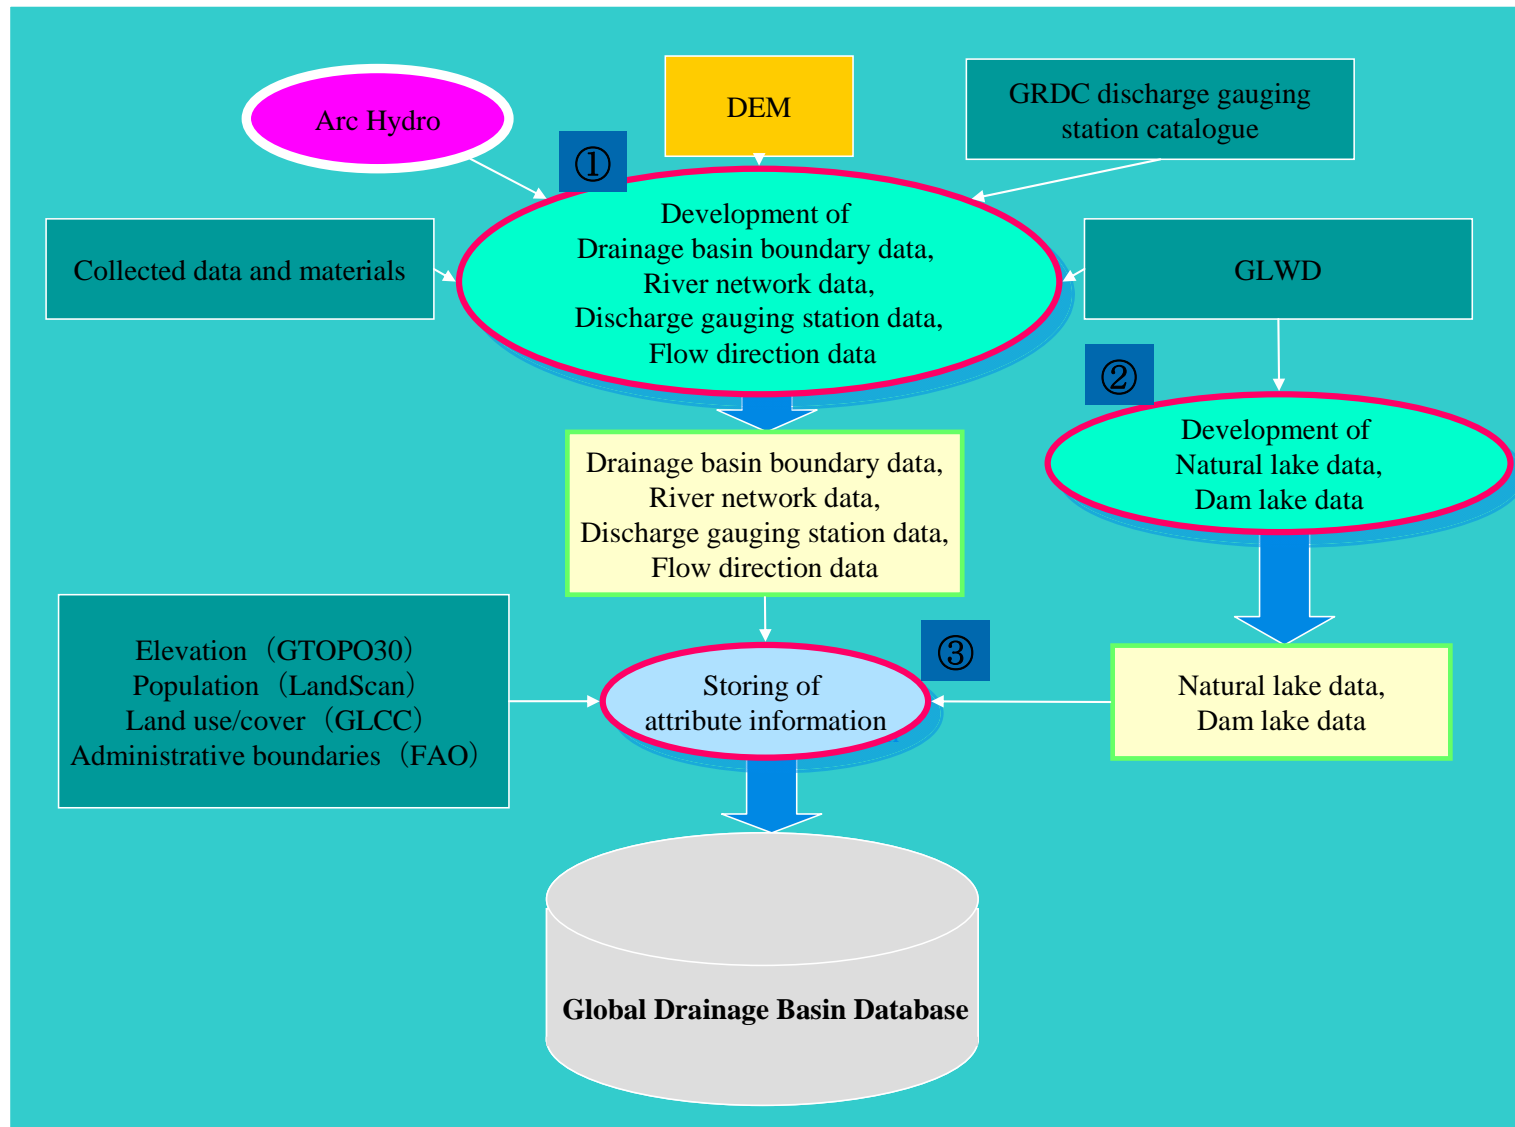 Arc Hydro
DEM
GRDC discharge gauging
station catalogue
①
Development of
Drainage basin boundary data,
River network data,
Discharge gauging station data,
Flow direction data
Collected data and materials
GLWD
②
Development of
Natural lake data,
Dam lake data
Drainage basin boundary data,
River network data,
Discharge gauging station data,
Flow direction data
Elevation（GTOPO30）
Population（LandScan）
Land use/cover（GLCC）
Administrative boundaries（FAO）
③
Storing of
attribute information
Natural lake data,
Dam lake data
Global Drainage Basin Database